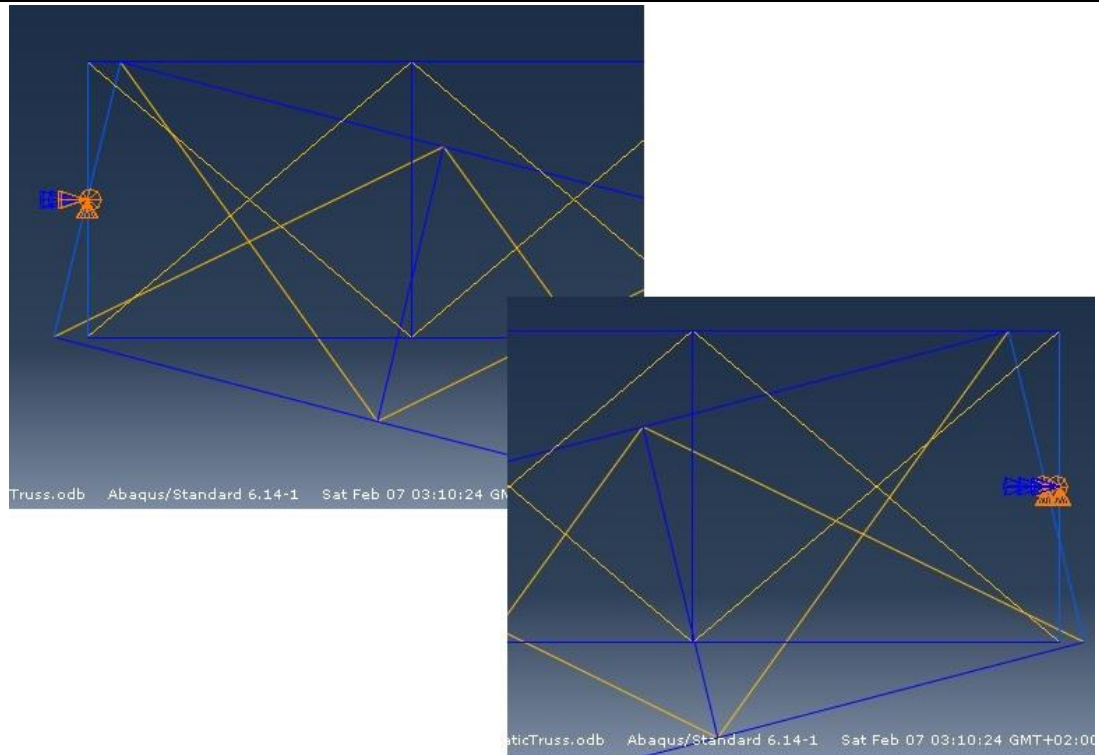 Truss.odb Abaqus/Standard 6.14-1 Sat Feb 07 03:10:24 GM
aticTruss.odb Abaqus/Standard 6.14-1 Sat Feb 07 03:10:24 GMT+02:00